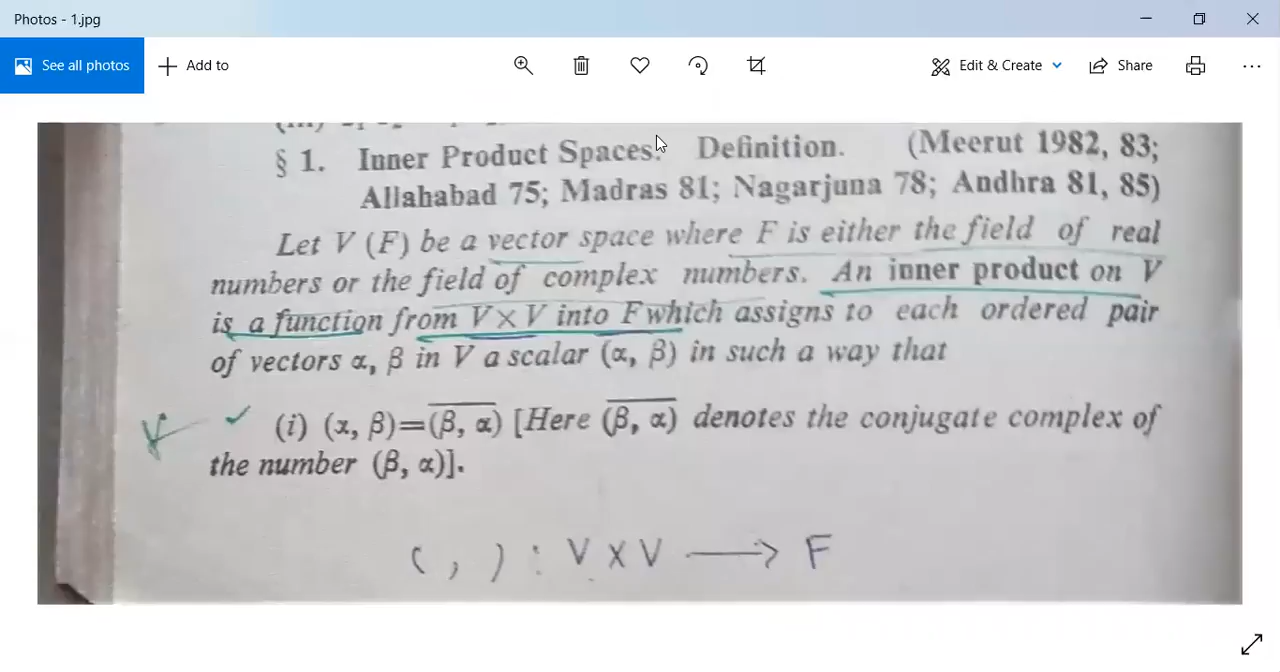 Photos - 1.jpg
See all photos
Add to
Edit & Create
Share
§ 1. Inner Product Spaces. Definition. (Meerut 1982, 83;
Allahabad 75; Madras 81; Nagarjuna 78; Andhra 81, 85)
Let V (F) be a vector space where F is either the field of real
numbers or the field of complex numbers. An inner product on V
is a function from V×V into F which assigns to each ordered pair
of vectors α, β in V a scalar (α, β) in such a way that
(i) (α, β)=(β, α)̅ [Here (β, α)̅ denotes the conjugate complex of
the number (β, α)].
( , ) : V × V → F